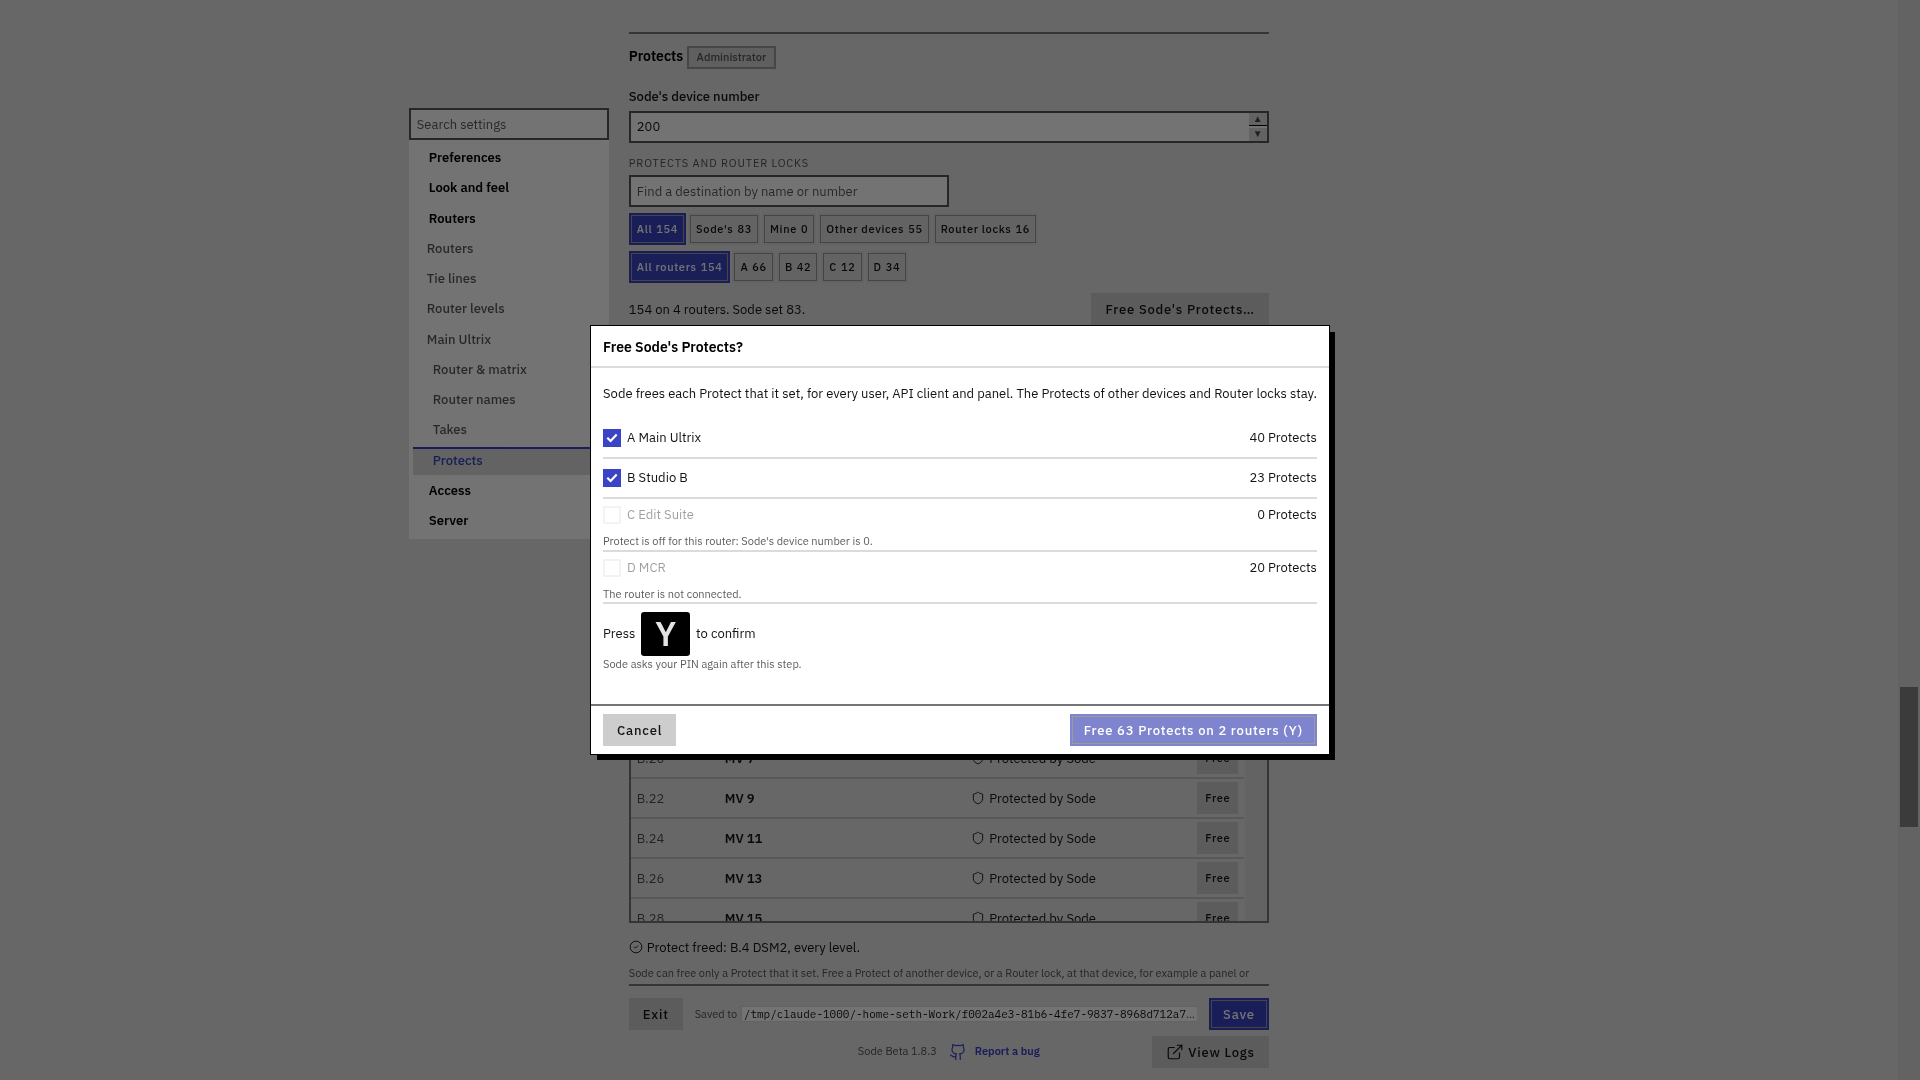 Protects Administrator
Sode's device number
200
Search settings
Preferences
Look and feel
Routers
Routers
Tie lines
Router levels
Main Ultrix
Router & matrix
Router names
Takes
Protects
Access
Server
PROTECTS AND ROUTER LOCKS
Find a destination by name or number
All 154 Sode's 83 Mine 0 Other devices 55 Router locks 16
All routers 154 A 66 B 42 C 12 D 34
154 on 4 routers. Sode set 83. Free Sode's Protects...
Free Sode's Protects?
Sode frees each Protect that it set, for every user, API client and panel. The Protects of other devices and Router locks stay.
A Main Ultrix 40 Protects
B Studio B 23 Protects
C Edit Suite 0 Protects
Protect is off for this router: Sode's device number is 0.
D MCR 20 Protects
The router is not connected.
Press Y to confirm
Sode asks your PIN again after this step.
Cancel Free 63 Protects on 2 routers (Y)
Protected by Sode Free
B.22 MV 9 Protected by Sode Free
B.24 MV 11 Protected by Sode Free
B.26 MV 13 Protected by Sode Free
B.28 MV 15 Protected by Sode Free
Protect freed: B.4 DSM2, every level.
Sode can free only a Protect that it set. Free a Protect of another device, or a Router lock, at that device, for example a panel or
Exit Saved to /tmp/claude-1000/-home-seth-Work/f002a4e3-81b6-4fe7-9837-8968d712a7... Save
Sode Beta 1.8.3 Report a bug View Logs